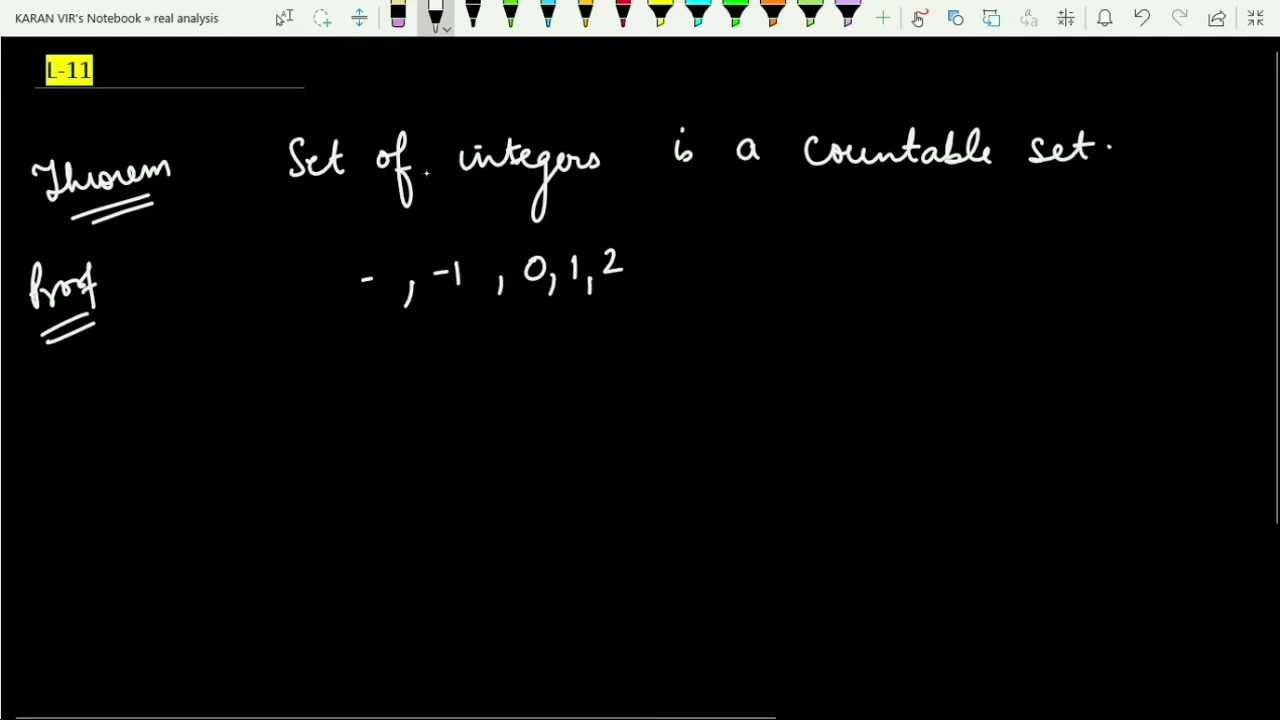 KARAN VIR's Notebook » real analysis
L-11
Theorem Set of integers is a countable set.
Proof - , -1 , 0, 1, 2